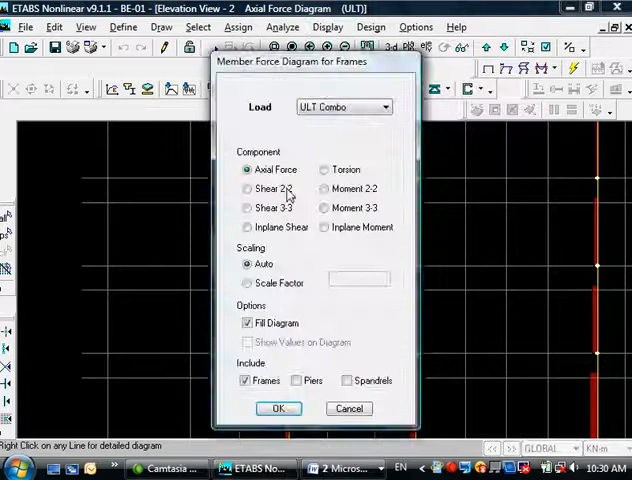 ETABS Nonlinear v9.1.1 - BE-01 - [Elevation View - 2 Axial Force Diagram (ULT)]
File Edit View Define Draw Select Assign Analyze Display Design Options Help
3-d
Member Force Diagram for Frames
Load ULT Combo
Component
Axial Force Torsion
Shear 2-2 Moment 2-2
Shear 3-3 Moment 3-3
Inplane Shear Inplane Moment
Scaling
Auto
Scale Factor
Options
Fill Diagram
Show Values on Diagram
Include
Frames Piers Spandrels
OK Cancel
all
Right Click on any Line for detailed diagram
GLOBAL KN-m
Camtasia ETABS No... 2 Micros... EN 10:30 AM